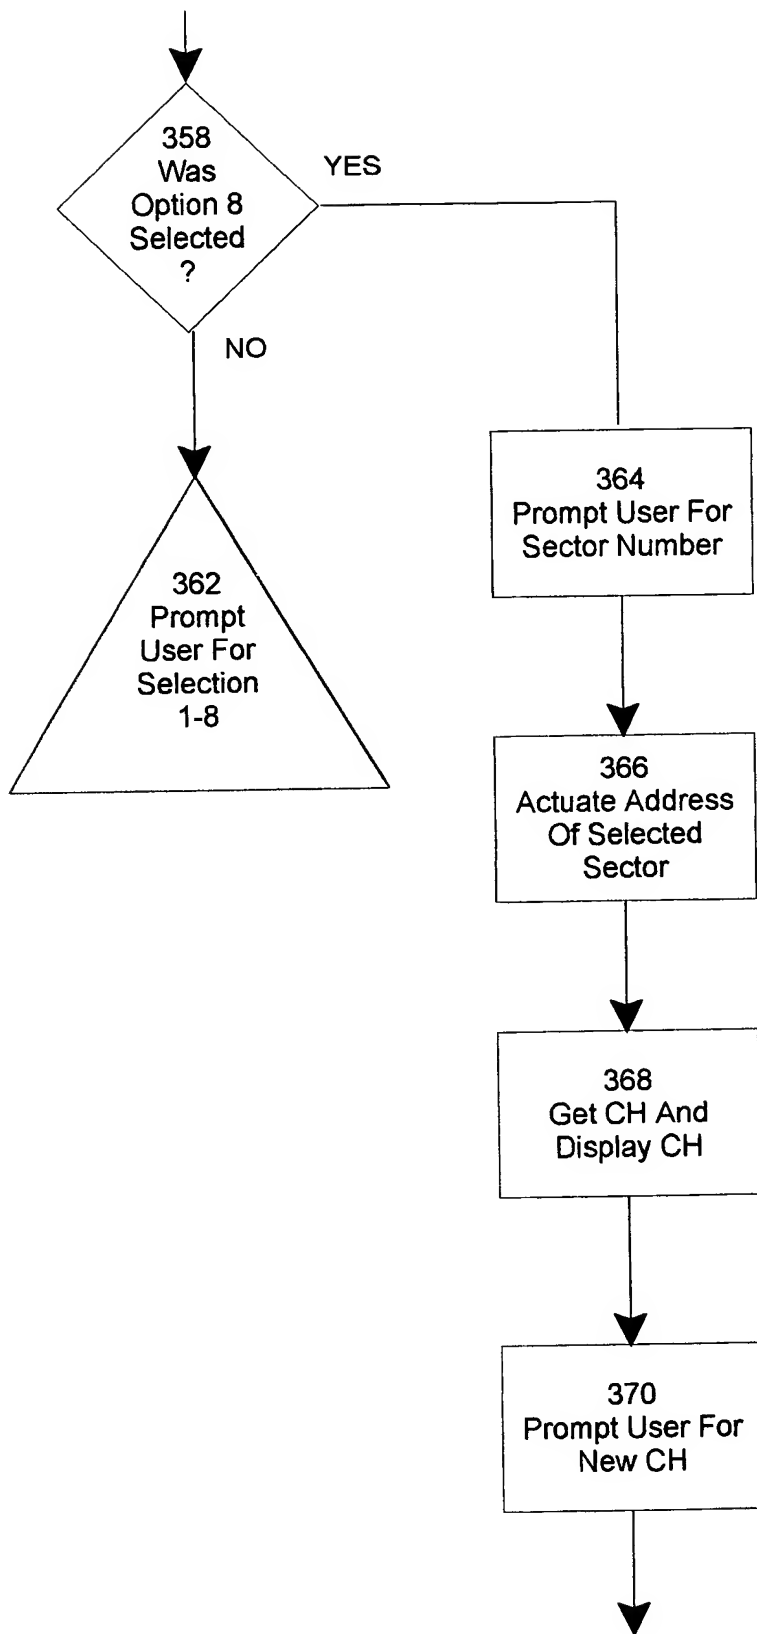 358
Was
Option 8
Selected
?
YES
NO
362
Prompt
User For
Selection
1-8
364
Prompt User For
Sector Number
366
Actuate Address
Of Selected
Sector
368
Get CH And
Display CH
370
Prompt User For
New CH